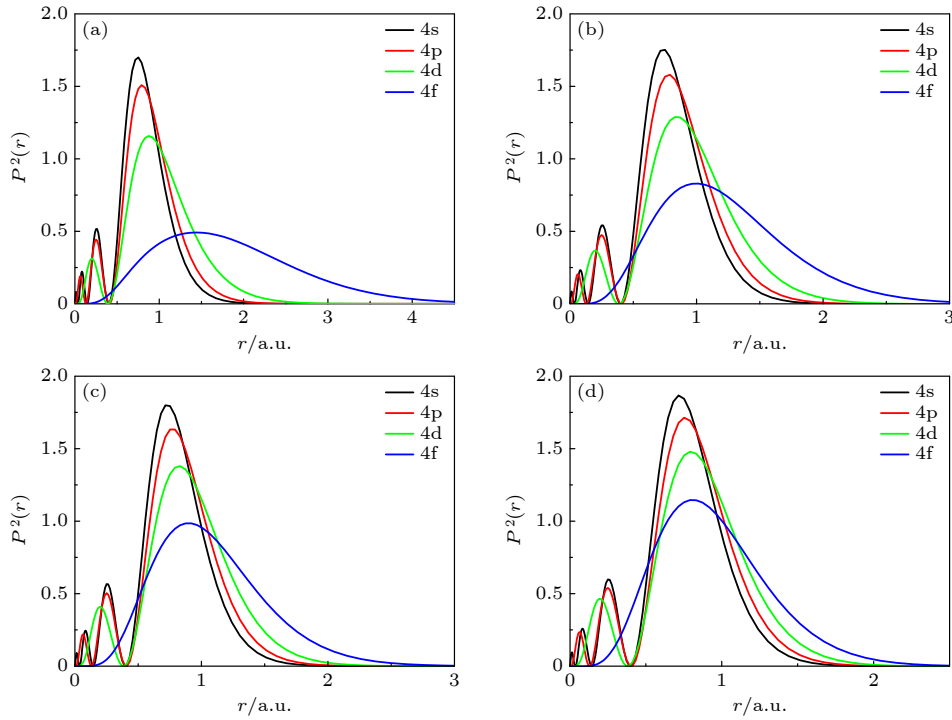 2.0
(a)
4s
4p
4d
4f
1.5
1.0
0.5
0
P²(r)
0 1 2 3 4
r/a.u.
2.0
(b)
4s
4p
4d
4f
1.5
1.0
0.5
0
P²(r)
0 1 2 3
r/a.u.
2.0
(c)
4s
4p
4d
4f
1.5
1.0
0.5
0
P²(r)
0 1 2 3
r/a.u.
2.0
(d)
4s
4p
4d
4f
1.5
1.0
0.5
0
P²(r)
0 1 2
r/a.u.